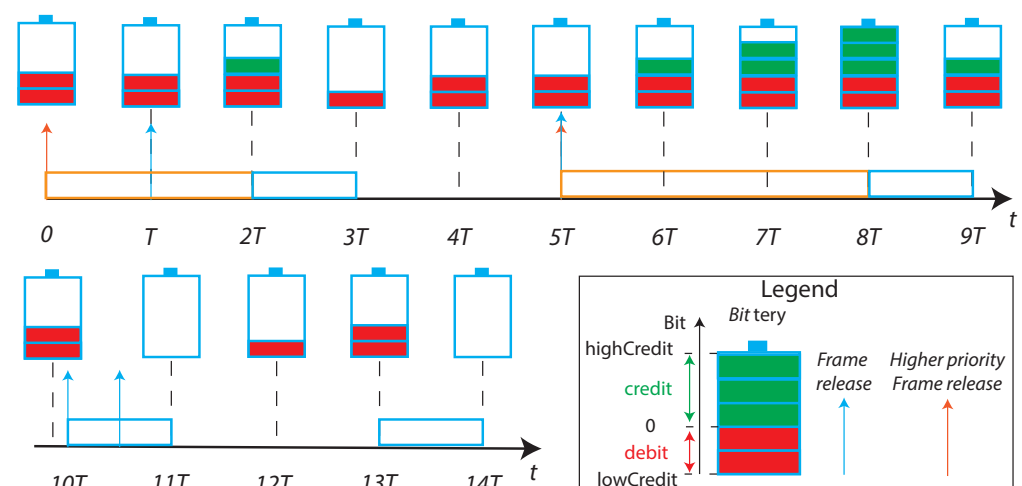 0 T 2T 3T 4T 5T 6T 7T 8T 9T
t
10T 11T 12T 13T 14T
t
Legend
Bit
Bit tery
highCredit
credit
0
debit
lowCredit
Frame
release
Higher priority
Frame release